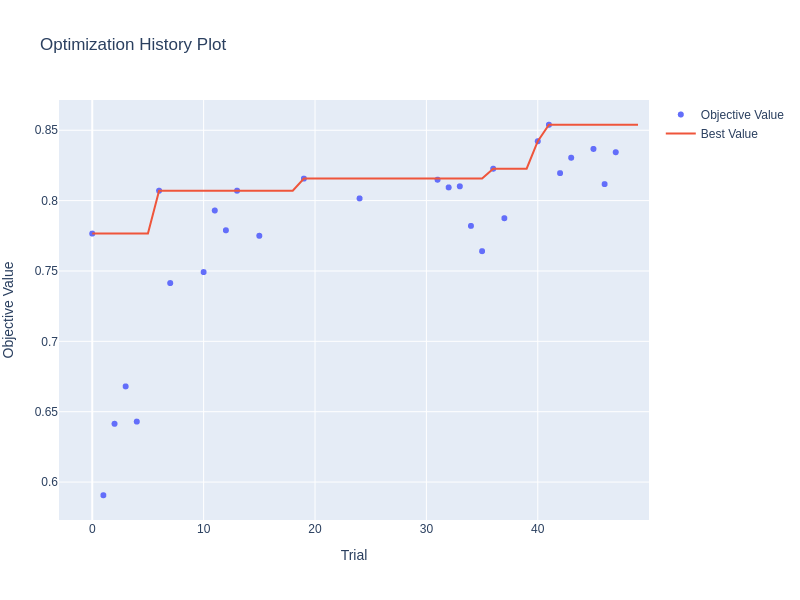 Optimization History Plot
Objective Value
Best Value
0.85
0.8
0.75
0.7
0.65
0.6
Objective Value
0
10
20
30
40
Trial